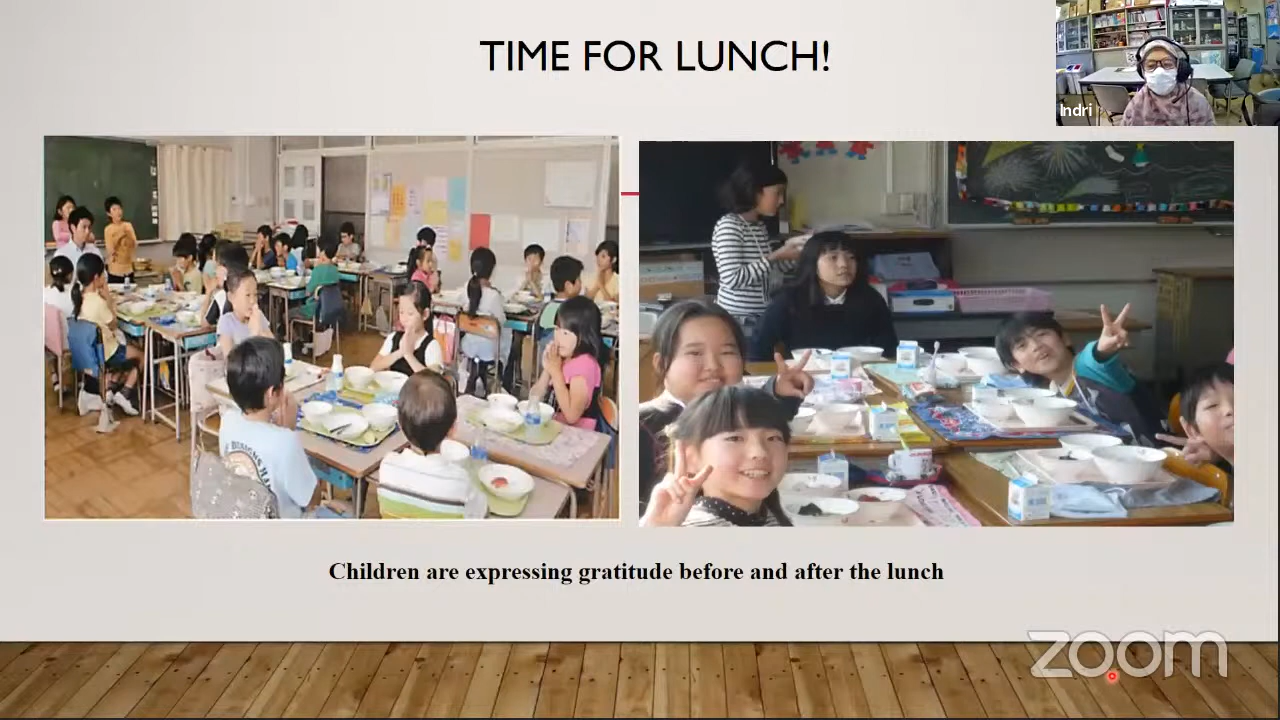 TIME FOR LUNCH!
Indri
Children are expressing gratitude before and after the lunch
zoom